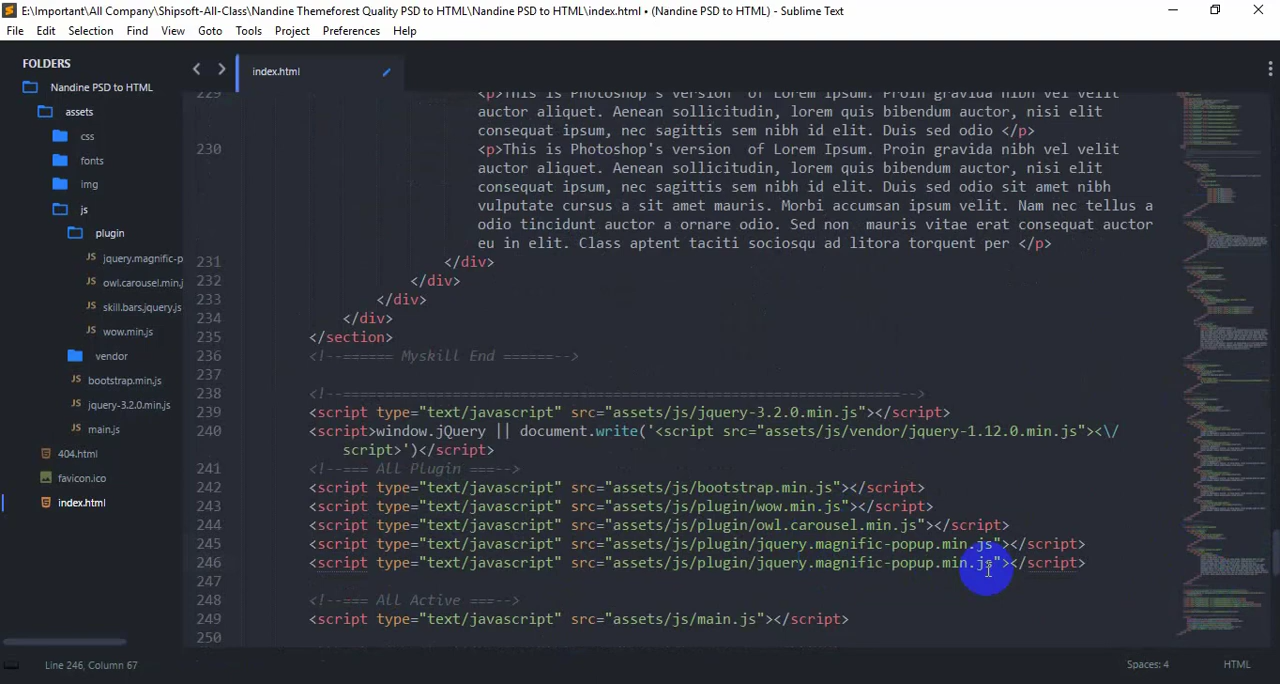 E:\Important\All Company\Shipsoft-All-Class\Nandine Themeforest Quality PSD to HTML\Nandine PSD to HTML\index.html • (Nandine PSD to HTML) - Sublime Text
File Edit Selection Find View Goto Tools Project Preferences Help
FOLDERS
Nandine PSD to HTML
assets
css
fonts
img
js
plugin
jquery.magnific-p
owl.carousel.min.j
skill.bars.jquery.js
wow.min.js
vendor
bootstrap.min.js
jquery-3.2.0.min.js
main.js
404.html
favicon.ico
index.html
index.html
229 <p>This is Photoshop's version  of Lorem Ipsum. Proin gravida nibh vel velit
auctor aliquet. Aenean sollicitudin, lorem quis bibendum auctor, nisi elit
consequat ipsum, nec sagittis sem nibh id elit. Duis sed odio </p>
230 <p>This is Photoshop's version  of Lorem Ipsum. Proin gravida nibh vel velit
auctor aliquet. Aenean sollicitudin, lorem quis bibendum auctor, nisi elit
consequat ipsum, nec sagittis sem nibh id elit. Duis sed odio sit amet nibh
vulputate cursus a sit amet mauris. Morbi accumsan ipsum velit. Nam nec tellus a
odio tincidunt auctor a ornare odio. Sed non  mauris vitae erat consequat auctor
eu in elit. Class aptent taciti sociosqu ad litora torquent per </p>
231 </div>
232 </div>
233 </div>
234 </div>
235 </section>
236 <!--====== Myskill End =======-->
237
238 <!--==================================================================-->
239 <script type="text/javascript" src="assets/js/jquery-3.2.0.min.js"></script>
240 <script>window.jQuery || document.write('<script src="assets/js/vendor/jquery-1.12.0.min.js"><\/
script>')</script>
241 <!--=== All Plugin ===-->
242 <script type="text/javascript" src="assets/js/bootstrap.min.js"></script>
243 <script type="text/javascript" src="assets/js/plugin/wow.min.js"></script>
244 <script type="text/javascript" src="assets/js/plugin/owl.carousel.min.js"></script>
245 <script type="text/javascript" src="assets/js/plugin/jquery.magnific-popup.min.js"></script>
246 <script type="text/javascript" src="assets/js/plugin/jquery.magnific-popup.min.js"></script>
247
248 <!--=== All Active ===-->
249 <script type="text/javascript" src="assets/js/main.js"></script>
250
Line 246, Column 67
Spaces: 4
HTML